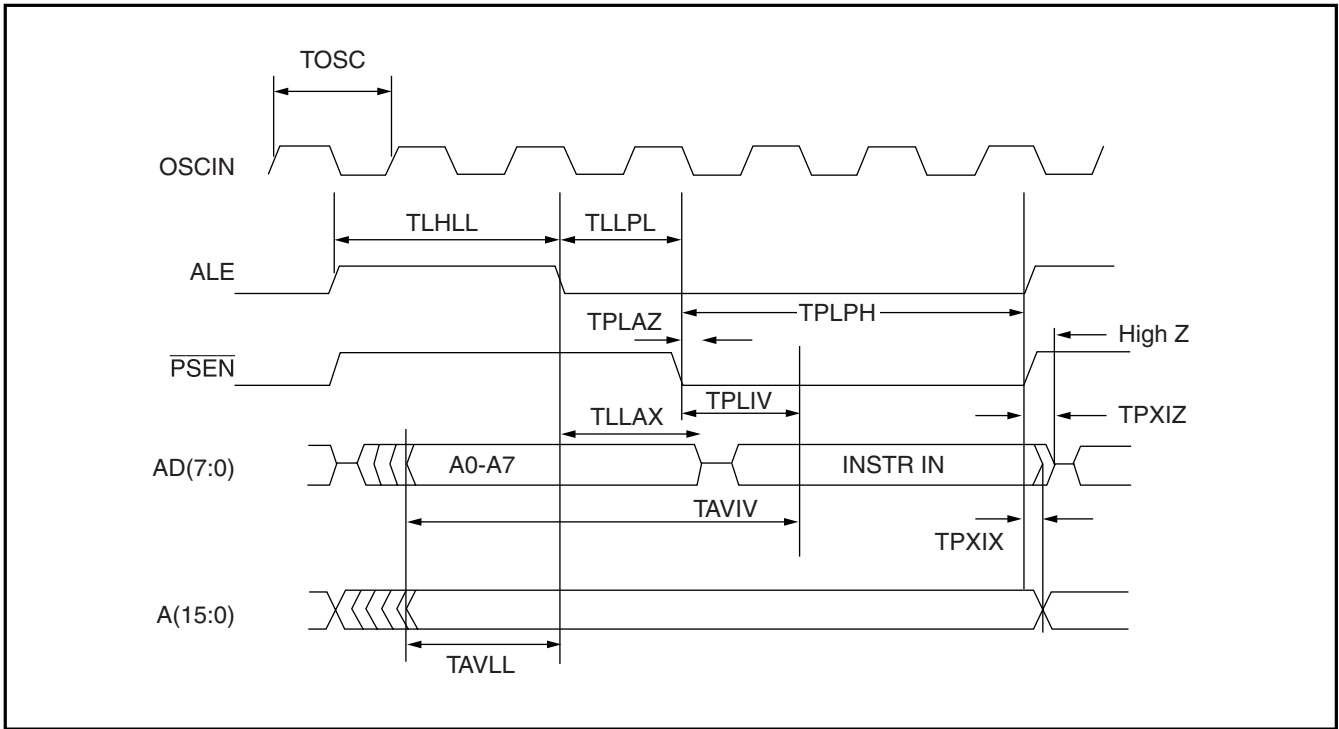 TOSC
OSCIN
TLHLL
TLLPL
ALE
TPLPH
TPLAZ
High Z
PSEN
TPLIV
TLLAX
TPXIZ
AD(7:0)
A0-A7
INSTR IN
TAVIV
TPXIX
A(15:0)
TAVLL